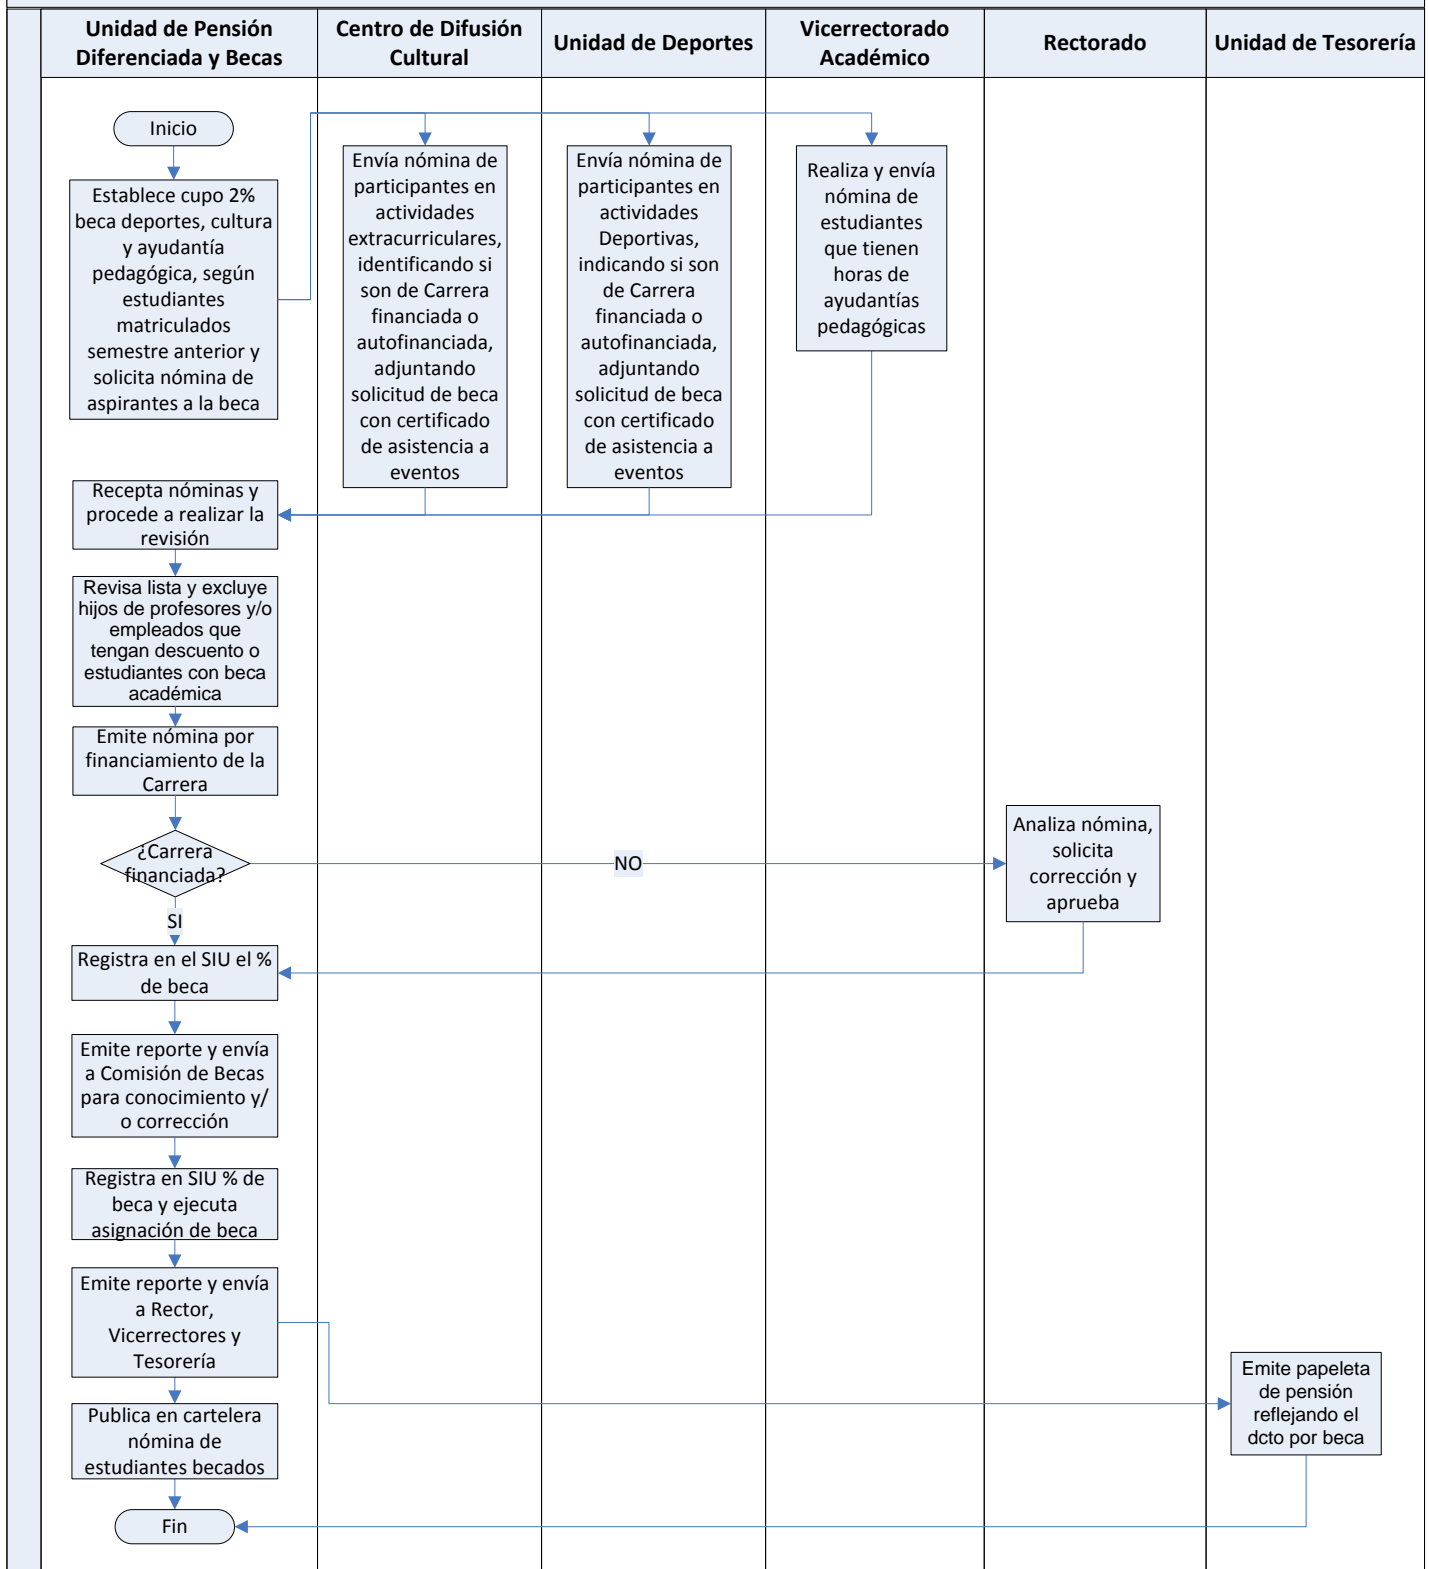 Unidad de Pensión
Diferenciada y Becas
Centro de Difusión
Cultural
Unidad de Deportes
Vicerrectorado
Académico
Rectorado
Unidad de Tesorería
Inicio
Establece cupo 2%
beca deportes, cultura
y ayudantía
pedagógica, según
estudiantes
matriculados
semestre anterior y
solicita nómina de
aspirantes a la beca
Envía nómina de
participantes en
actividades
extracurriculares,
identificando si
son de Carrera
financiada o
autofinanciada,
adjuntando
solicitud de beca
con certificado
de asistencia a
eventos
Envía nómina de
participantes en
actividades
Deportivas,
indicando si son
de Carrera
financiada o
autofinanciada,
adjuntando
solicitud de beca
con certificado
de asistencia a
eventos
Realiza y envía
nómina de
estudiantes
que tienen
horas de
ayudantías
pedagógicas
Recepta nóminas y
procede a realizar la
revisión
Revisa lista y excluye
hijos de profesores y/o
empleados que
tengan descuento o
estudiantes con beca
académica
Emite nómina por
financiamiento de la
Carrera
¿Carrera
financiada?
NO
Analiza nómina,
solicita
corrección y
aprueba
SI
Registra en el SIU el %
de beca
Emite reporte y envía
a Comisión de Becas
para conocimiento y/
o corrección
Registra en SIU % de
beca y ejecuta
asignación de beca
Emite reporte y envía
a Rector,
Vicerrectores y
Tesorería
Emite papeleta
de pensión
reflejando el
dcto por beca
Publica en cartelera
nómina de
estudiantes becados
Fin